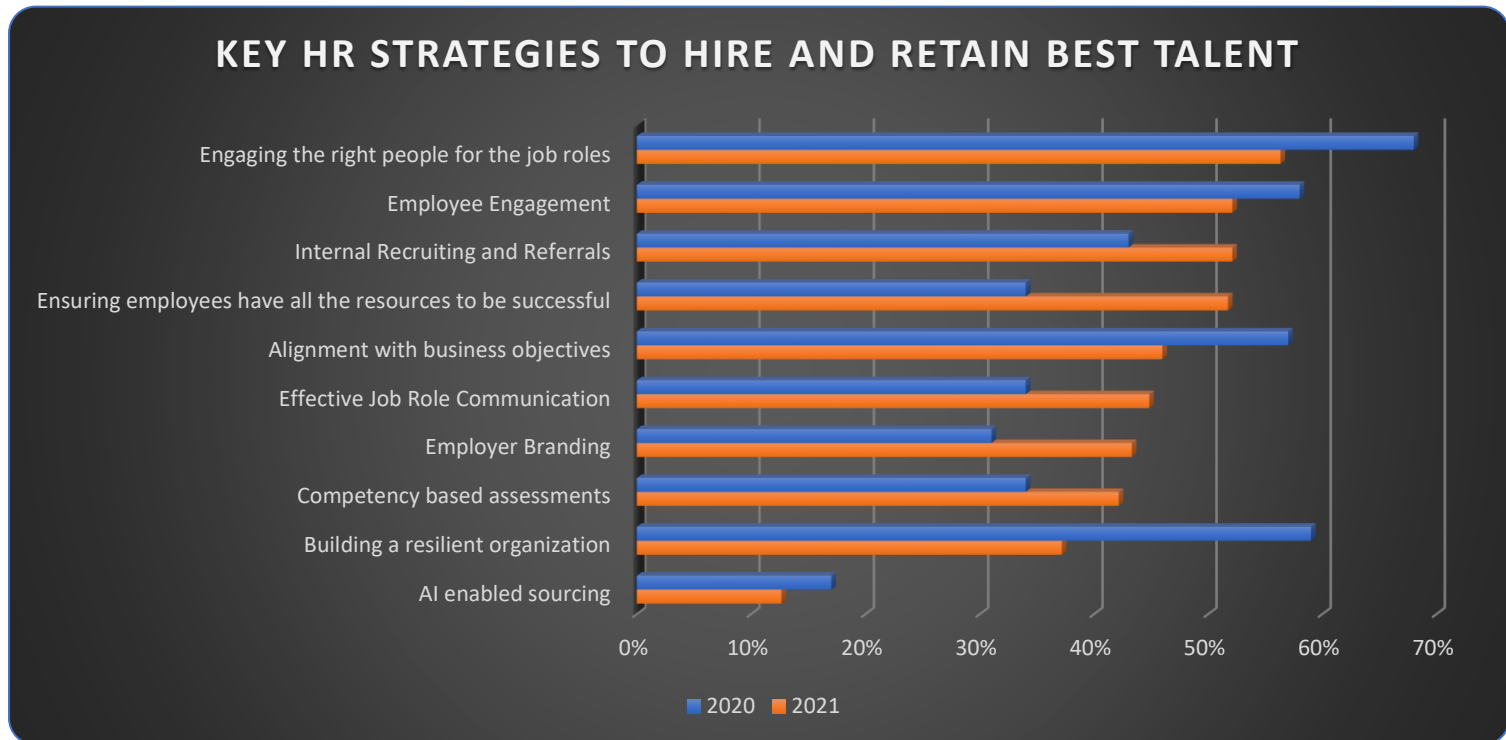 KEY HR STRATEGIES TO HIRE AND RETAIN BEST TALENT
Engaging the right people for the job roles
Employee Engagement
Internal Recruiting and Referrals
Ensuring employees have all the resources to be successful
Alignment with business objectives
Effective Job Role Communication
Employer Branding
Competency based assessments
Building a resilient organization
AI enabled sourcing
0% 10% 20% 30% 40% 50% 60% 70%
2020 2021